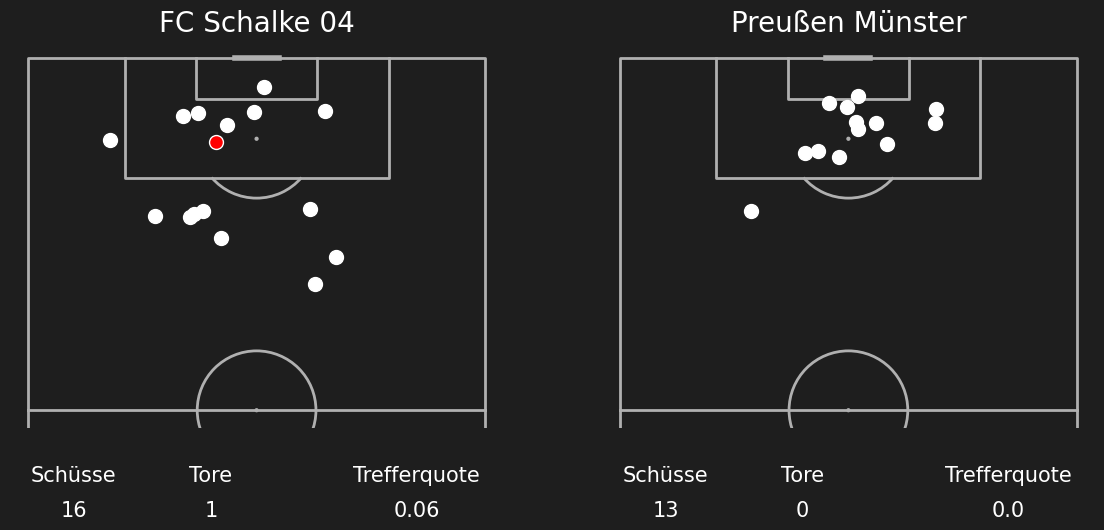 FC Schalke 04
Preußen Münster
Schüsse Tore Trefferquote
16 1 0.06
Schüsse Tore Trefferquote
13 0 0.0